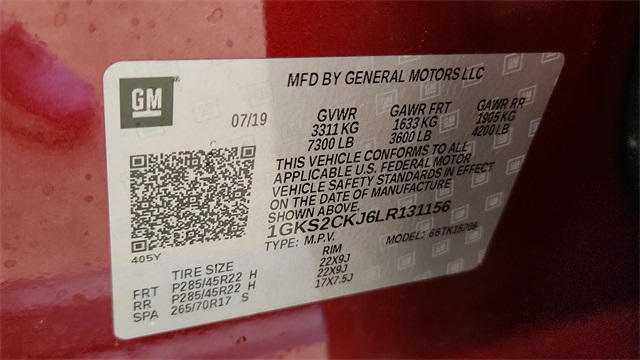 GM
MFD BY GENERAL MOTORS LLC
07/19
GVWR GAWR FRT GAWR RR
3311 KG 1633 KG 1905 KG
7300 LB 3600 LB 4200 LB
THIS VEHICLE CONFORMS TO ALL
APPLICABLE U.S. FEDERAL MOTOR
VEHICLE SAFETY STANDARDS IN EFFECT
ON THE DATE OF MANUFACTURE
SHOWN ABOVE.
1GKS2CKJ6LR131156
TYPE: M.P.V. MODEL:
405Y
TIRE SIZE RIM
FRT P285/45R22 H 22X9J
RR P285/45R22 H 22X9J
SPA 265/70R17 S 17X7.5J